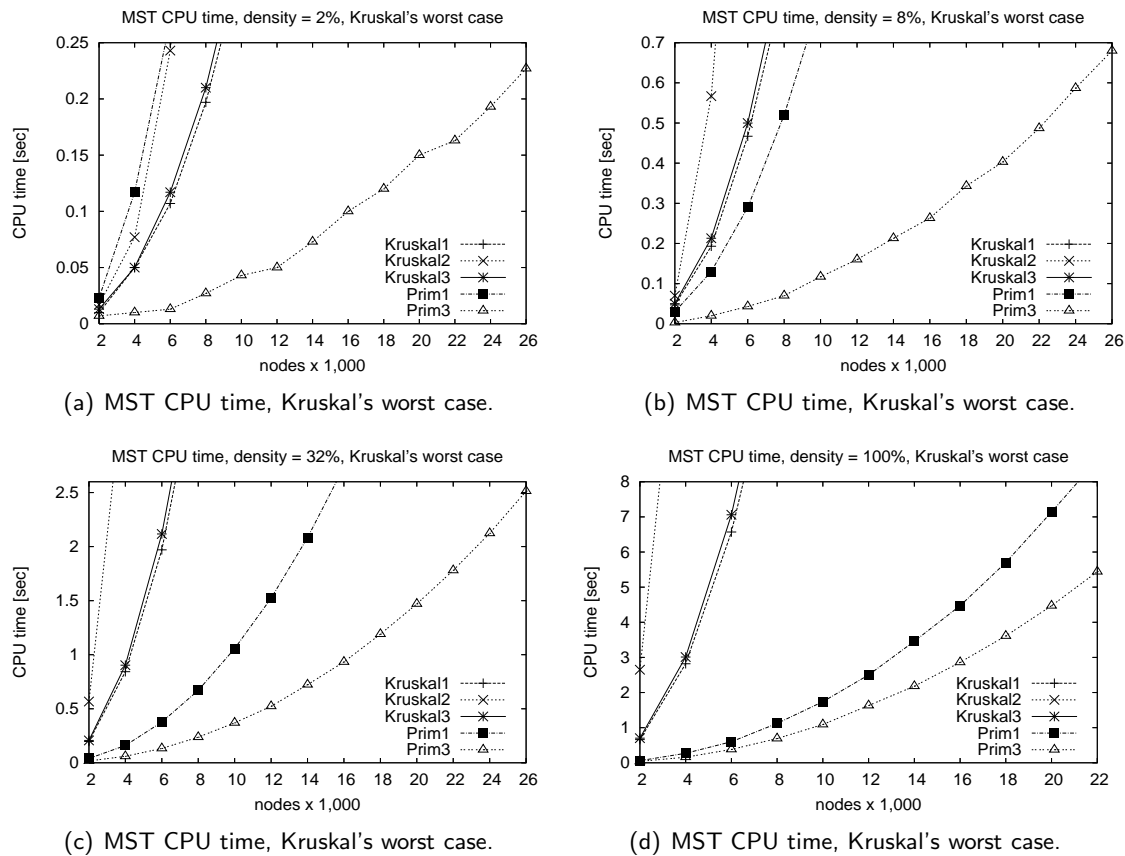 MST CPU time, density = 2%, Kruskal's worst case
0.25
0.2
0.15
0.1
0.05
0
CPU time [sec]
Kruskal1
Kruskal2
Kruskal3
Prim1
Prim3
2 4 6 8 10 12 14 16 18 20 22 24 26
nodes x 1,000
(a) MST CPU time, Kruskal's worst case.
MST CPU time, density = 8%, Kruskal's worst case
0.7
0.6
0.5
0.4
0.3
0.2
0.1
0
CPU time [sec]
Kruskal1
Kruskal2
Kruskal3
Prim1
Prim3
2 4 6 8 10 12 14 16 18 20 22 24 26
nodes x 1,000
(b) MST CPU time, Kruskal's worst case.
MST CPU time, density = 32%, Kruskal's worst case
2.5
2
1.5
1
0.5
0
CPU time [sec]
Kruskal1
Kruskal2
Kruskal3
Prim1
Prim3
2 4 6 8 10 12 14 16 18 20 22 24 26
nodes x 1,000
(c) MST CPU time, Kruskal's worst case.
MST CPU time, density = 100%, Kruskal's worst case
8
7
6
5
4
3
2
1
0
CPU time [sec]
Kruskal1
Kruskal2
Kruskal3
Prim1
Prim3
2 4 6 8 10 12 14 16 18 20 22
nodes x 1,000
(d) MST CPU time, Kruskal's worst case.